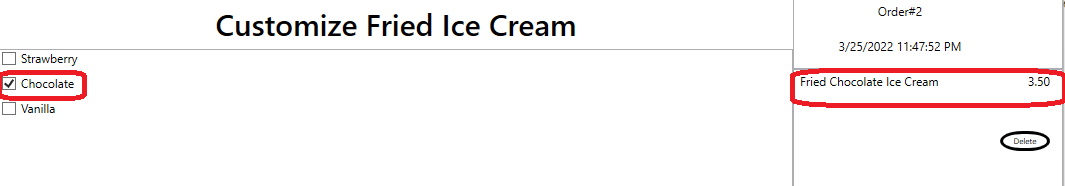 Customize Fried Ice Cream
Strawberry
Chocolate
Vanilla
Order#2
3/25/2022 11:47:52 PM
Fried Chocolate Ice Cream 3.50
Delete